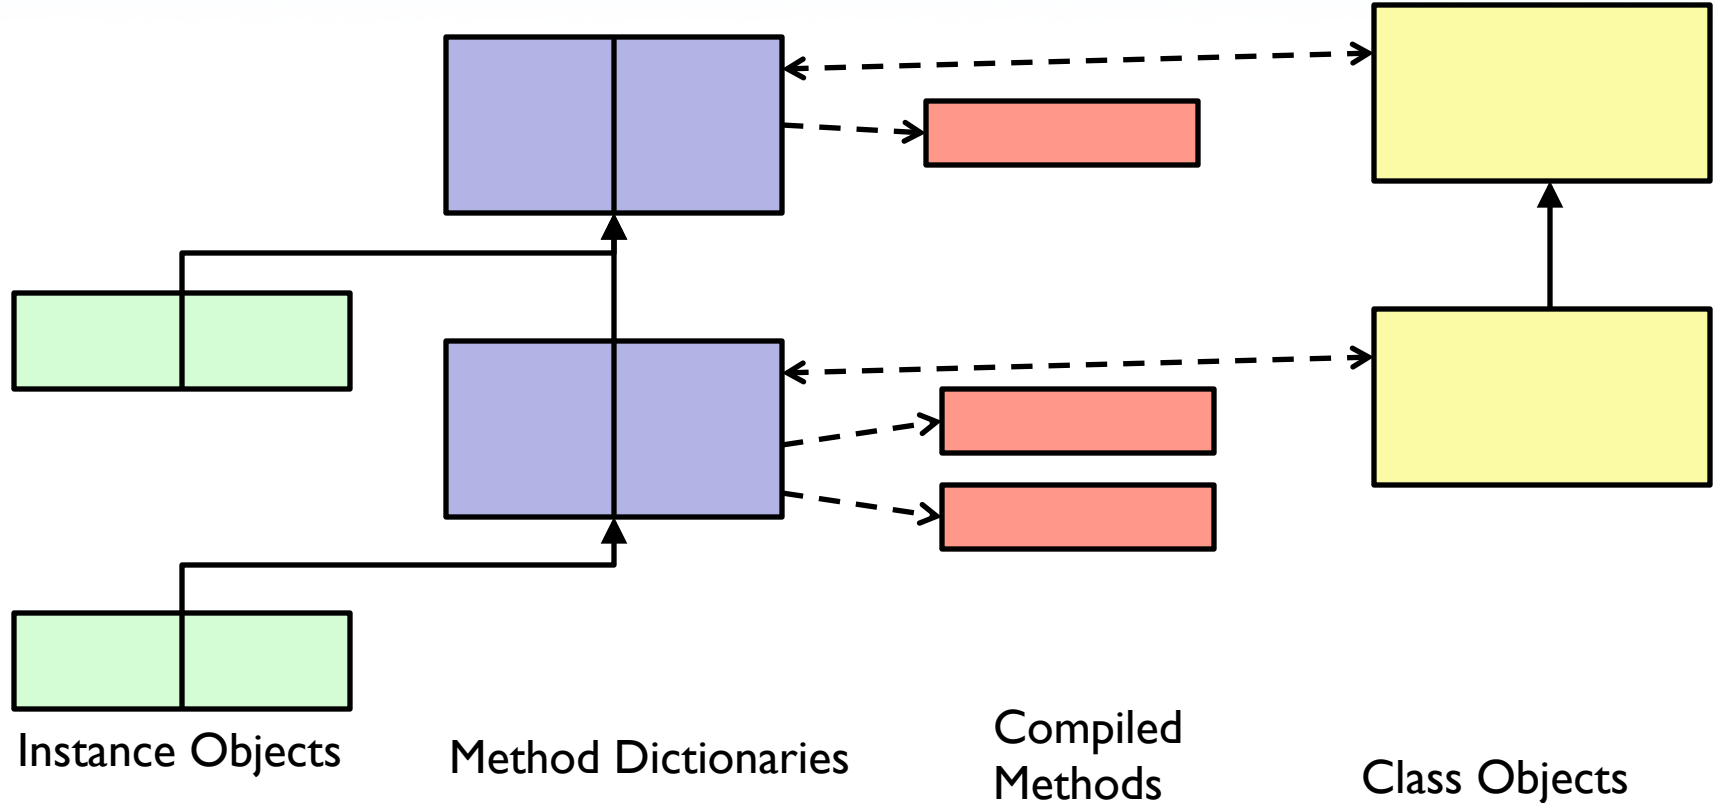 Instance Objects
Method Dictionaries
Compiled
Methods
Class Objects